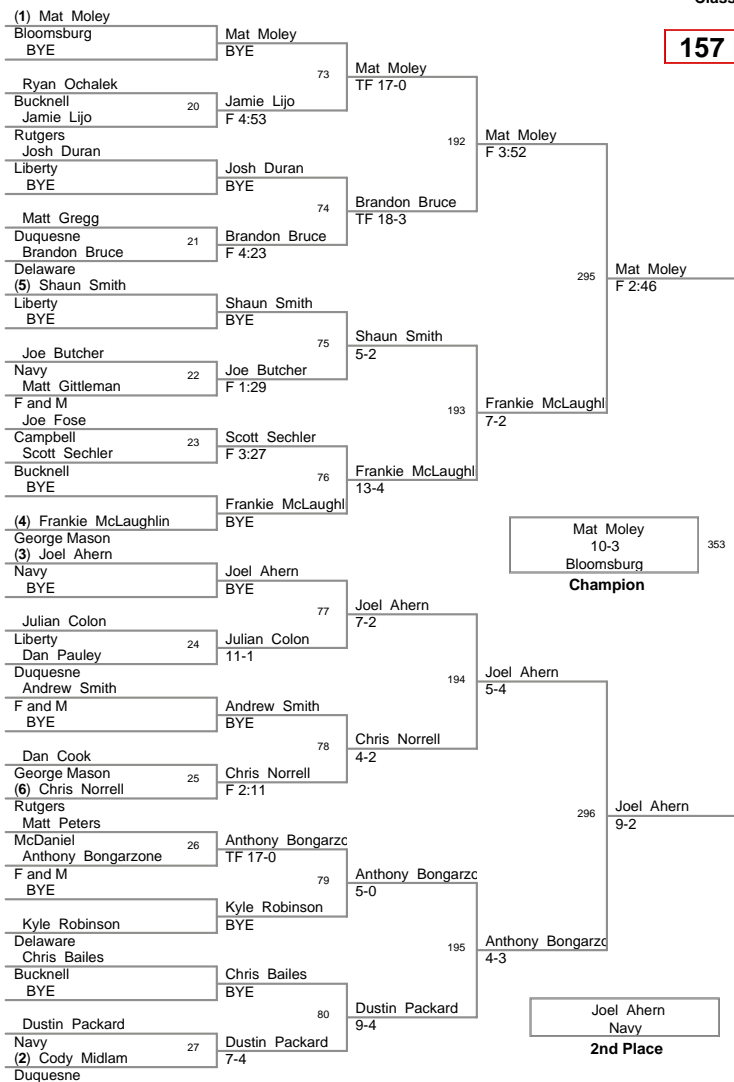 Class
(1) Mat Moley
Bloomsburg
BYE
Ryan Ochalek
Bucknell
Jamie Lijo
Rutgers
Josh Duran
Liberty
BYE
Matt Gregg
Duquesne
Brandon Bruce
Delaware
(5) Shaun Smith
Liberty
BYE
Joe Butcher
Navy
Matt Gittleman
F and M
Joe Fose
Campbell
Scott Sechler
Bucknell
BYE
(4) Frankie McLaughlin
George Mason
(3) Joel Ahern
Navy
BYE
Julian Colon
Liberty
Dan Pauley
Duquesne
Andrew Smith
F and M
BYE
Dan Cook
George Mason
(6) Chris Norrell
Rutgers
Matt Peters
McDaniel
Anthony Bongarzone
F and M
BYE
Kyle Robinson
Delaware
Chris Bailes
Bucknell
BYE
Dustin Packard
Navy
(2) Cody Midlam
Duquesne
20
21
22
23
24
25
26
27
Mat Moley
BYE
Jamie Lijo
F 4:53
Josh Duran
BYE
Brandon Bruce
F 4:23
Shaun Smith
BYE
Joe Butcher
F 1:29
Scott Sechler
F 3:27
Frankie McLaughl
BYE
Joel Ahern
BYE
Julian Colon
11-1
Andrew Smith
BYE
Chris Norrell
F 2:11
Anthony Bongarzo
TF 17-0
Kyle Robinson
BYE
Chris Bailes
BYE
Dustin Packard
7-4
73
74
75
76
77
78
79
80
Mat Moley
TF 17-0
Brandon Bruce
TF 18-3
Shaun Smith
5-2
Frankie McLaughl
13-4
Joel Ahern
7-2
Chris Norrell
4-2
Anthony Bongarzo
5-0
Dustin Packard
9-4
192
193
194
195
Mat Moley
F 3:52
Frankie McLaughl
7-2
Joel Ahern
5-4
Anthony Bongarzo
4-3
295
296
Mat Moley
F 2:46
Joel Ahern
9-2
157
Mat Moley
10-3
Bloomsburg
353
Champion
Joel Ahern
Navy
2nd Place